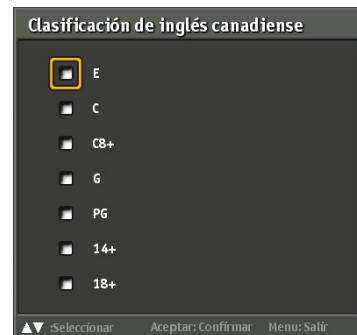 Clasificación de inglés canadiense
E
C
C8+
G
PG
14+
18+
▲▼ :Seleccionar Aceptar: Confirmar Menu: Salir